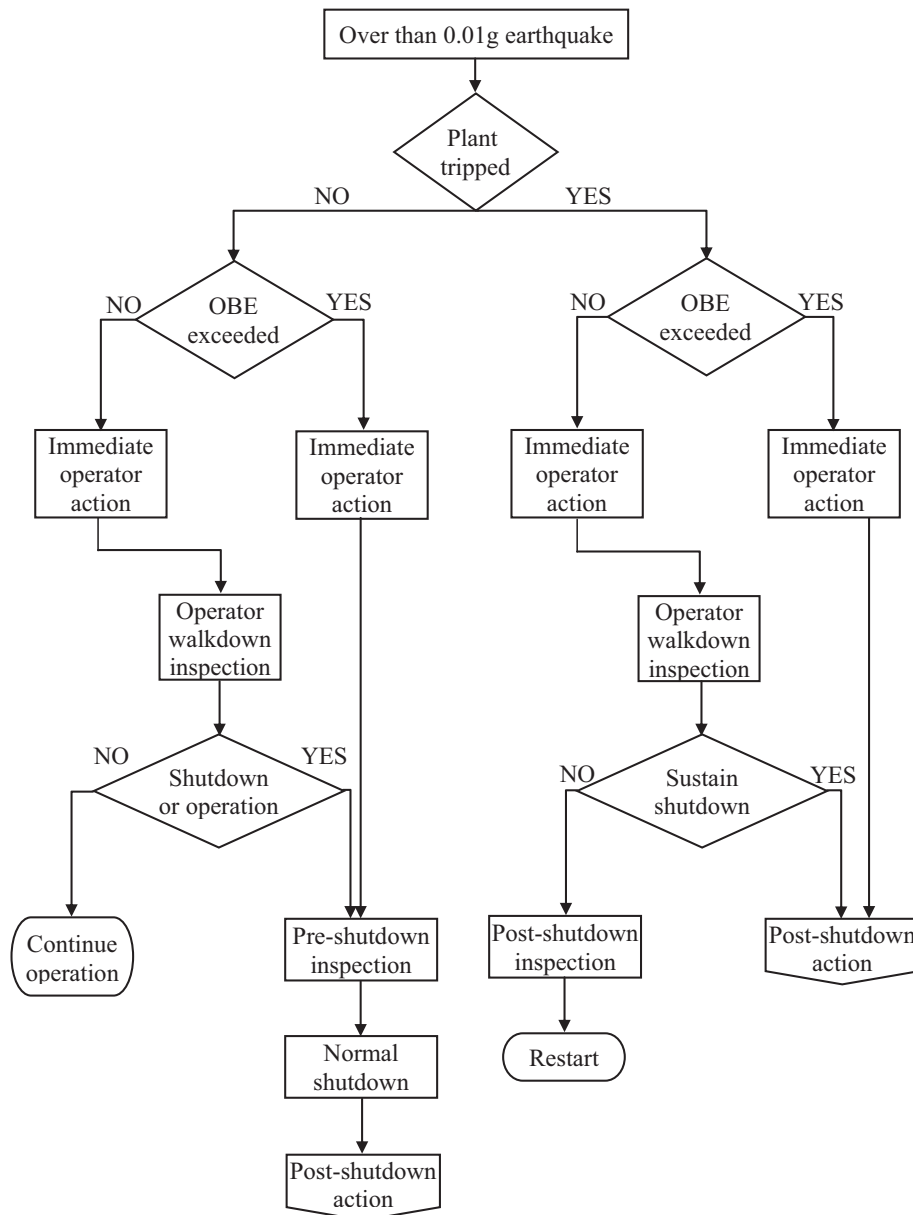 Over than 0.01g earthquake
Plant
tripped
NO
YES
NO
OBE
exceeded
YES
NO
OBE
exceeded
YES
Immediate
operator
action
Immediate
operator
action
Immediate
operator
action
Immediate
operator
action
Operator
walkdown
inspection
Operator
walkdown
inspection
NO
Shutdown
or operation
YES
NO
Sustain
shutdown
YES
Continue
operation
Pre-shutdown
inspection
Post-shutdown
inspection
Post-shutdown
action
Normal
shutdown
Restart
Post-shutdown
action